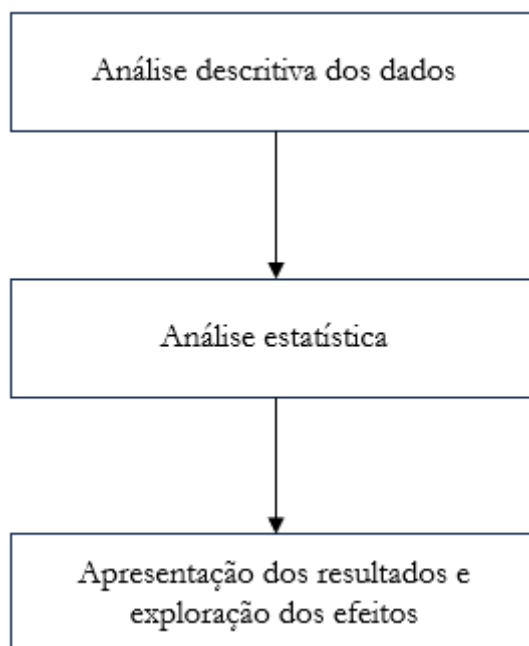 Análise descritiva dos dados
Análise estatística
Apresentação dos resultados e
exploração dos efeitos